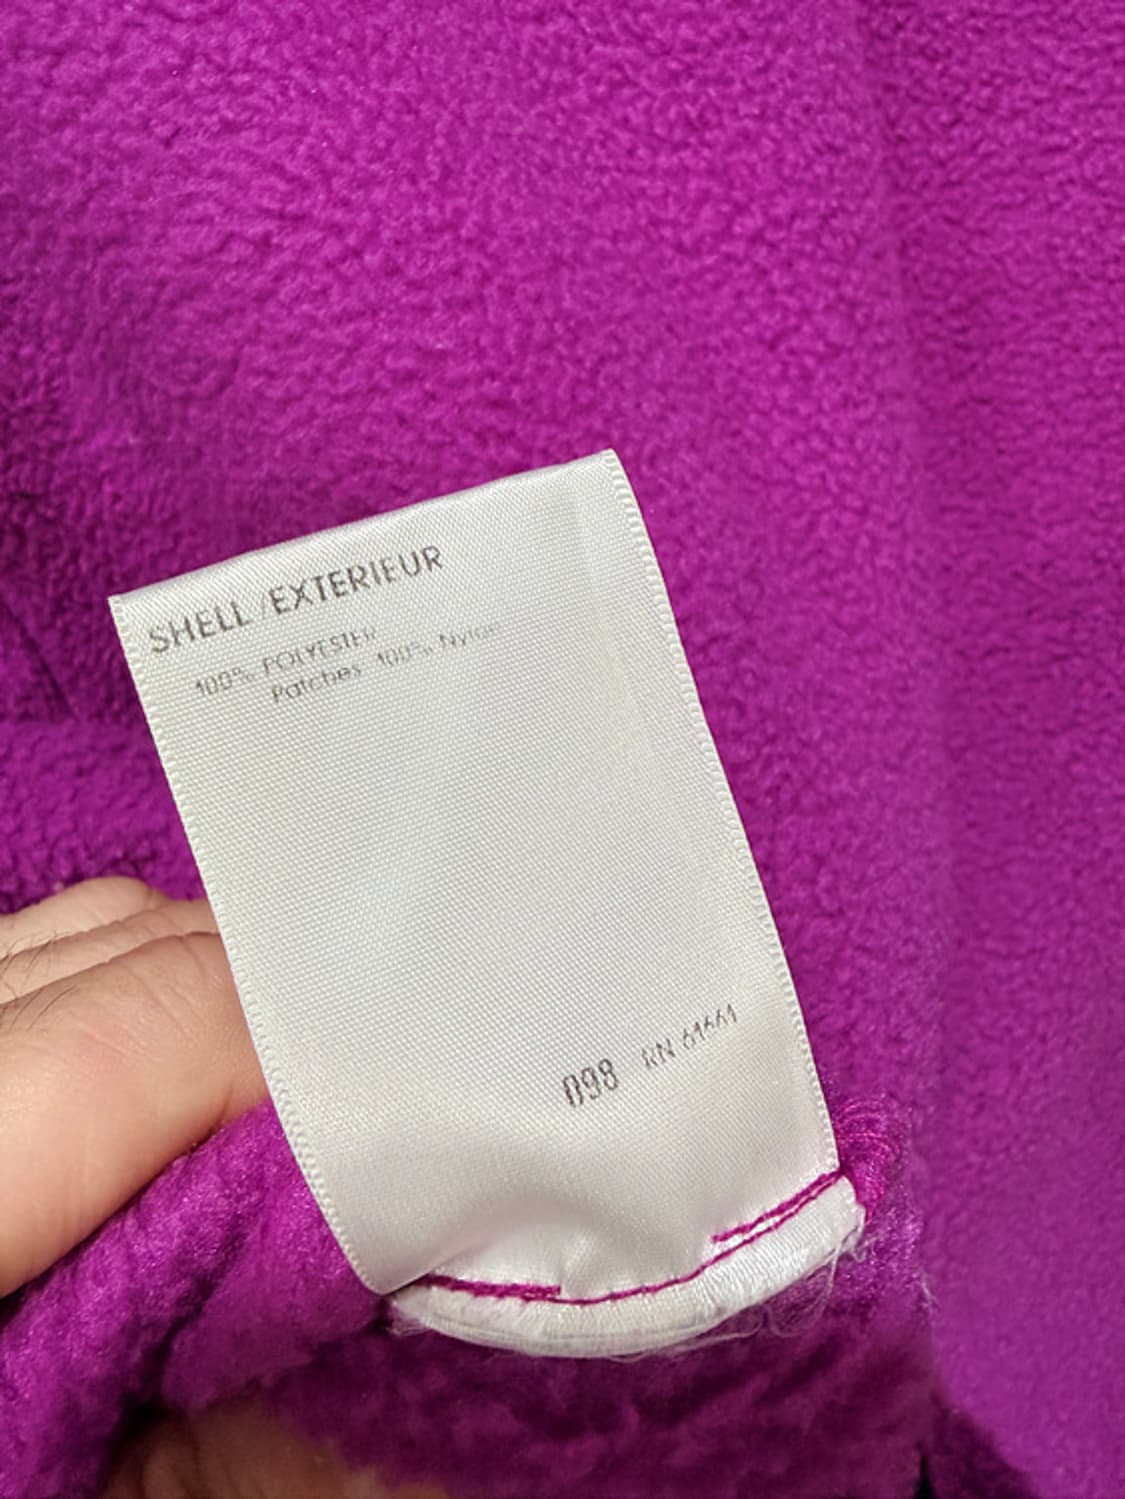 SHELL/EXTERIEUR
100% POLYESTER
Patches 100% Nylon
098 RN 61661